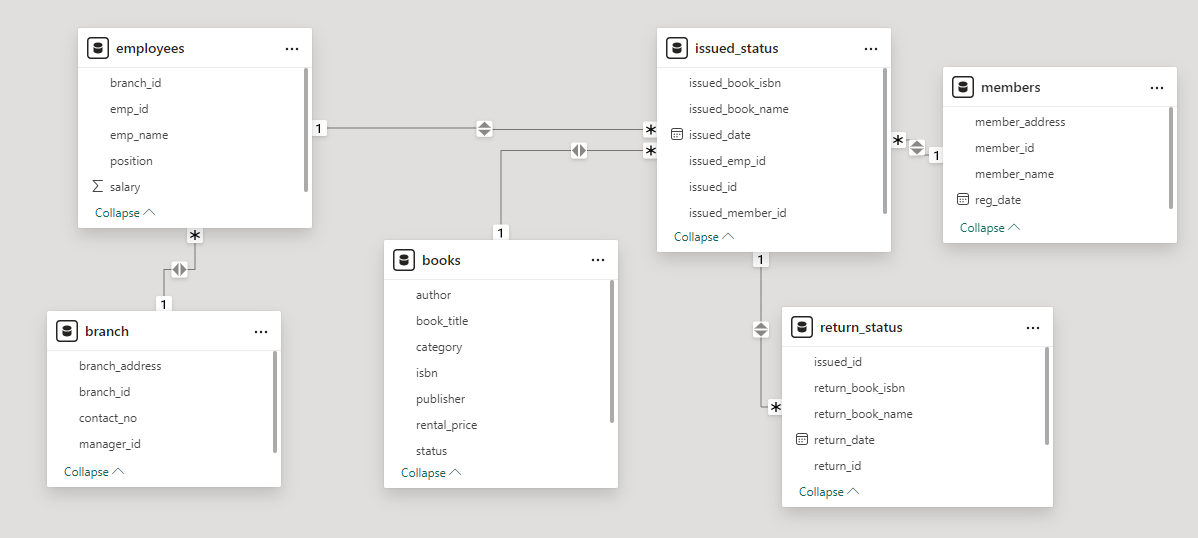 employees ...
branch_id
emp_id
emp_name
position
salary
Collapse
1
*
*
1
branch ...
branch_address
branch_id
contact_no
manager_id
Collapse
*
1
books ...
author
book_title
category
isbn
publisher
rental_price
status
Collapse
issued_status ...
issued_book_isbn
issued_book_name
issued_date
issued_emp_id
issued_id
issued_member_id
Collapse
*
1
members ...
member_address
member_id
member_name
reg_date
Collapse
1
*
return_status ...
issued_id
return_book_isbn
return_book_name
return_date
return_id
Collapse